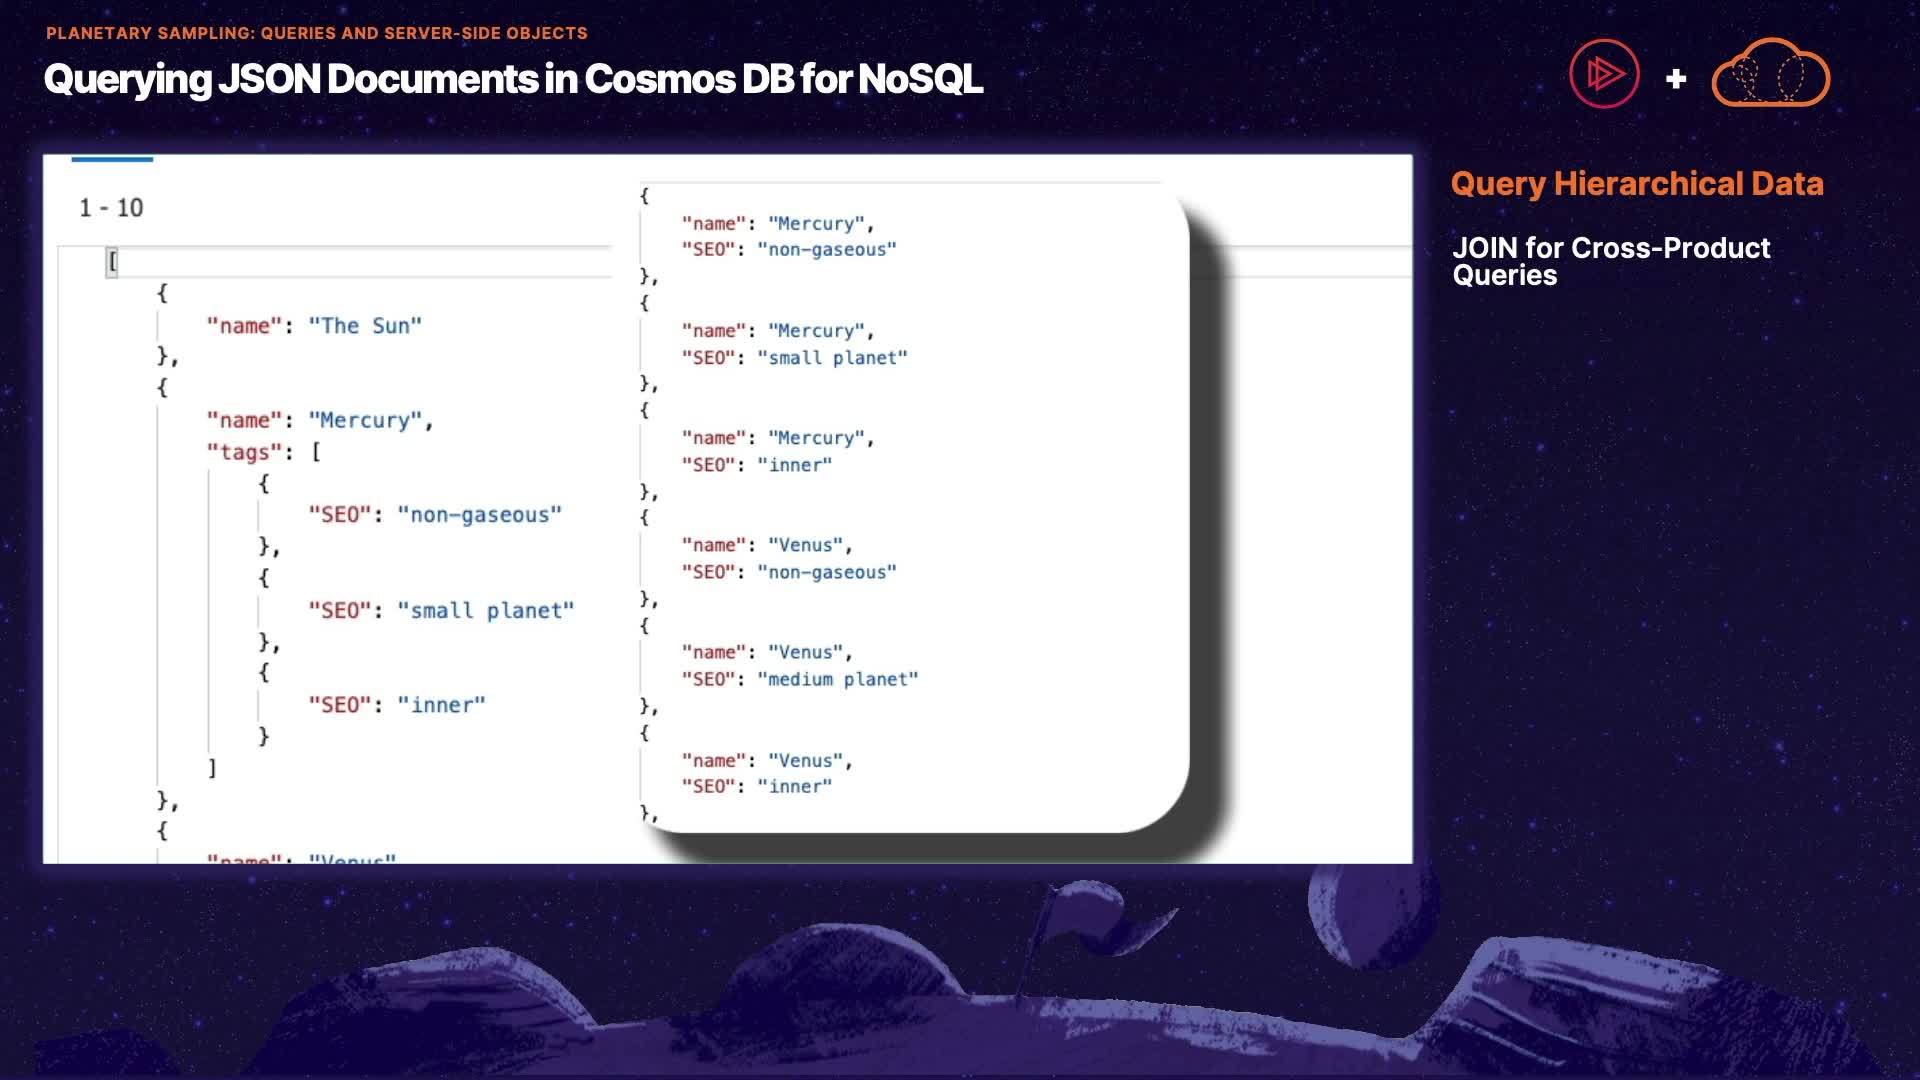 PLANETARY SAMPLING: QUERIES AND SERVER-SIDE OBJECTS
Querying JSON Documents in Cosmos DB for NoSQL
+
1 - 10
[
{
"name": "The Sun"
},
{
"name": "Mercury",
"tags": [
{
"SEO": "non-gaseous"
},
{
"SEO": "small planet"
},
{
"SEO": "inner"
}
]
},
{
"name": "Venus"
{
"name": "Mercury",
"SEO": "non-gaseous"
},
{
"name": "Mercury",
"SEO": "small planet"
},
{
"name": "Mercury",
"SEO": "inner"
},
{
"name": "Venus",
"SEO": "non-gaseous"
},
{
"name": "Venus",
"SEO": "medium planet"
},
{
"name": "Venus",
"SEO": "inner"
},
Query Hierarchical Data
JOIN for Cross-Product
Queries